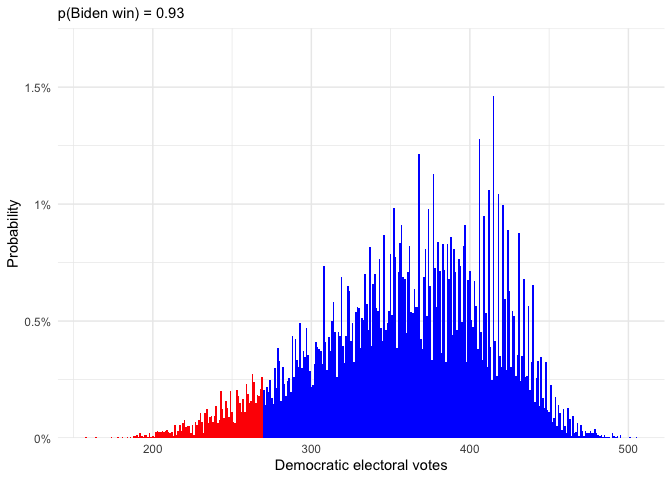 p(Biden win) = 0.93
1.5%
1%
0.5%
0%
Probability
200
300
400
500
Democratic electoral votes